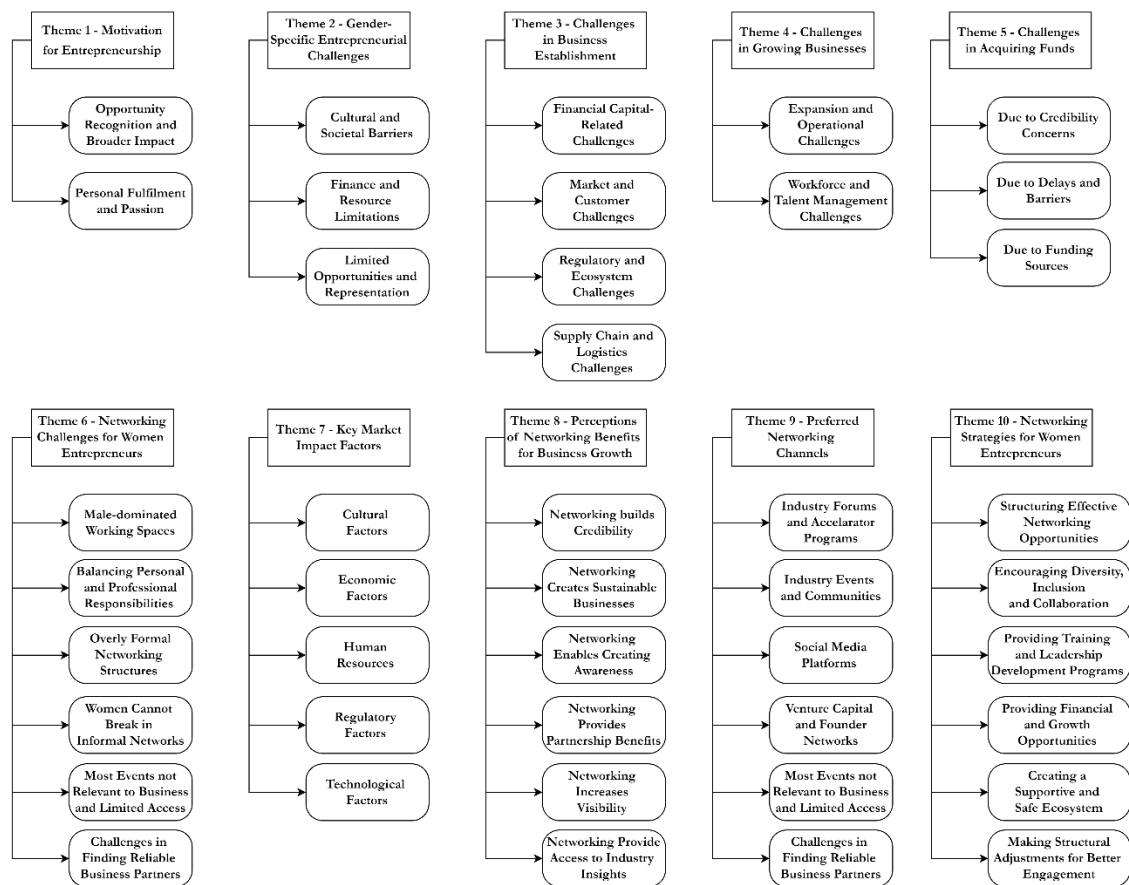 Theme 1 - Motivation
for Entrepreneurship
Opportunity
Recognition and
Broader Impact
Personal Fulfilment
and Passion
Theme 2 - Gender-
Specific Entrepreneurial
Challenges
Cultural and
Societal Barriers
Finance and
Resource
Limitations
Limited
Opportunities and
Representation
Theme 3 - Challenges
in Business
Establishment
Financial Capital-
Related
Challenges
Market and
Customer
Challenges
Regulatory and
Ecosystem
Challenges
Supply Chain and
Logistics
Challenges
Theme 4 - Challenges
in Growing Businesses
Expansion and
Operational
Challenges
Workforce and
Talent Management
Challenges
Theme 5 - Challenges
in Acquiring Funds
Due to Credibility
Concerns
Due to Delays and
Barriers
Due to Funding
Sources
Theme 6 - Networking
Challenges for Women
Entrepreneurs
Male-dominated
Working Spaces
Balancing Personal
and Professional
Responsibilities
Overly Formal
Networking
Structures
Women Cannot
Break in
Informal Networks
Most Events not
Relevant to Business
and Limited Access
Challenges in
Finding Reliable
Business Partners
Theme 7 - Key Market
Impact Factors
Cultural
Factors
Economic
Factors
Human
Resources
Regulatory
Factors
Technological
Factors
Theme 8 - Perceptions
of Networking Benefits
for Business Growth
Networking builds
Credibility
Networking
Creates Sustainable
Businesses
Networking
Enables Creating
Awareness
Networking
Provides
Partnership Benefits
Networking
Increases
Visibility
Networking Provide
Access to Industry
Insights
Theme 9 - Preferred
Networking
Channels
Industry Forums
and Accelarator
Programs
Industry Events
and Communities
Social Media
Platforms
Venture Capital
and Founder
Networks
Most Events not
Relevant to Business
and Limited Access
Challenges in
Finding Reliable
Business Partners
Theme 10 - Networking
Strategies for Women
Entrepreneurs
Structuring Effective
Networking
Opportunities
Encouraging Diversity,
Inclusion
and Collaboration
Providing Training
and Leadership
Development Programs
Providing Financial
and Growth
Opportunities
Creating a
Supportive and
Safe Ecosystem
Making Structural
Adjustments for Better
Engagement